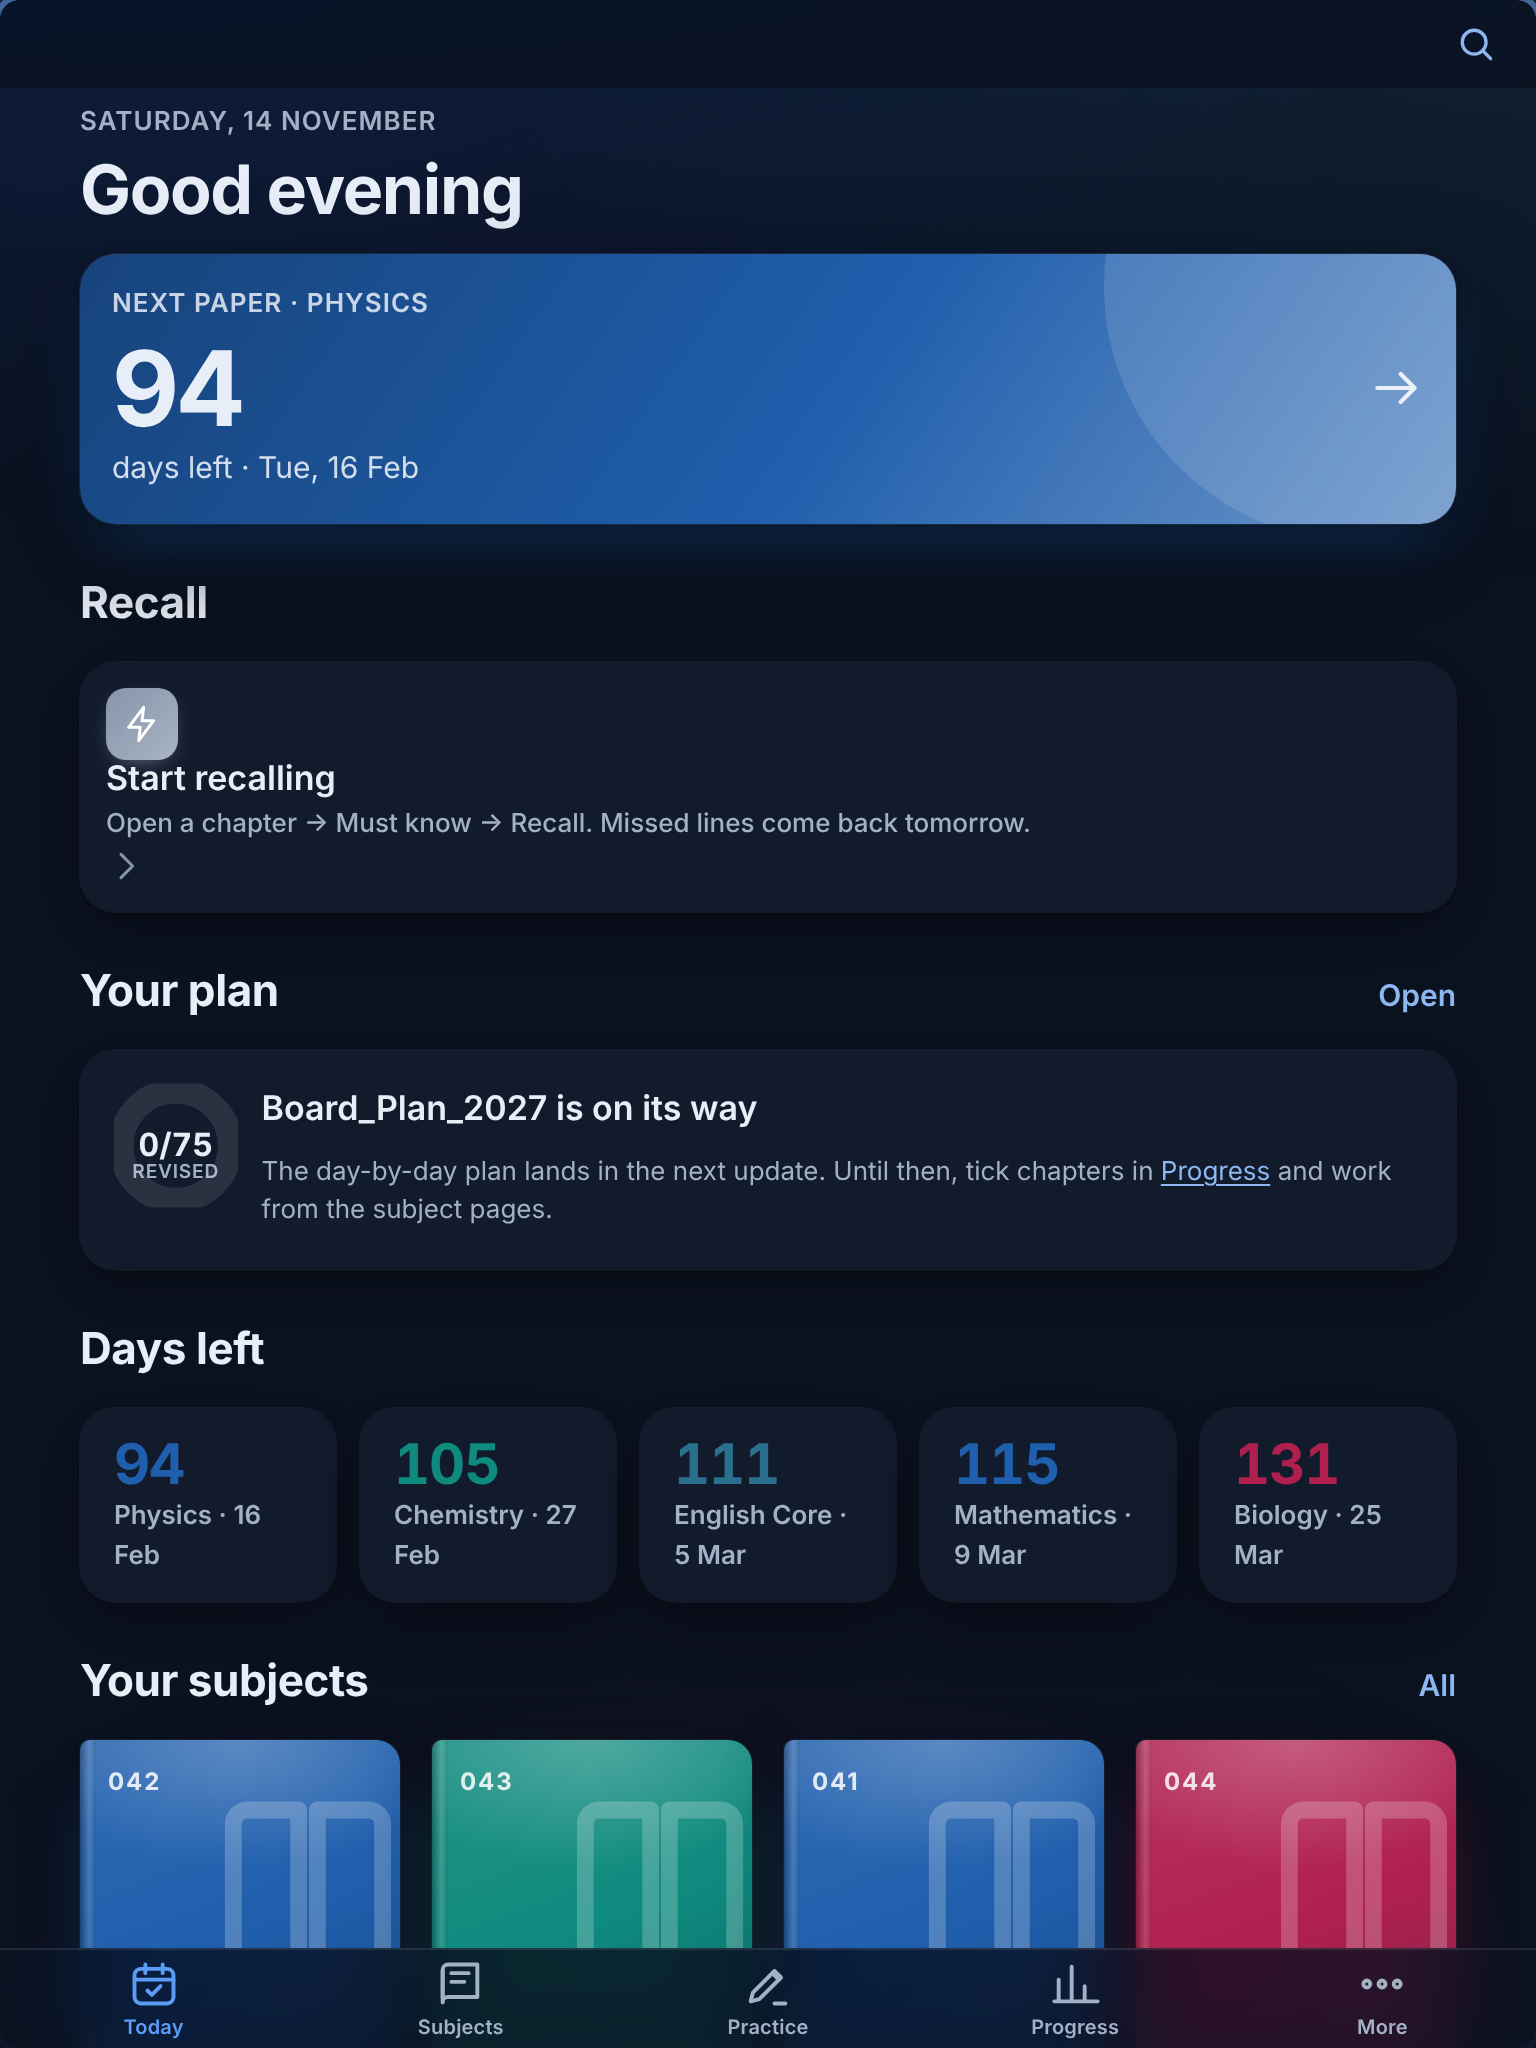 SATURDAY, 14 NOVEMBER
Good evening
NEXT PAPER · PHYSICS
94
days left · Tue, 16 Feb
Recall
Start recalling
Open a chapter → Must know → Recall. Missed lines come back tomorrow.
Your plan
Open
0/75
REVISED
Board_Plan_2027 is on its way
The day-by-day plan lands in the next update. Until then, tick chapters in Progress and work
from the subject pages.
Days left
94
Physics · 16
Feb
105
Chemistry · 27
Feb
111
English Core ·
5 Mar
115
Mathematics ·
9 Mar
131
Biology · 25
Mar
Your subjects
All
042
043
041
044
Today
Subjects
Practice
Progress
More